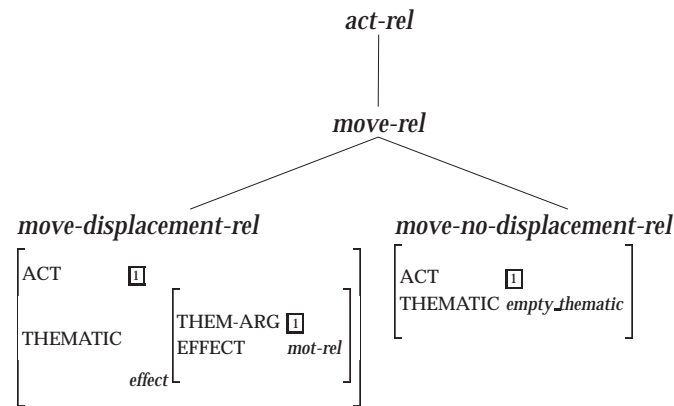 act-rel
move-rel
move-displacement-rel
ACT 1
THEMATIC
THEM-ARG 1
EFFECT mot-rel
effect
move-no-displacement-rel
ACT 1
THEMATIC empty_thematic